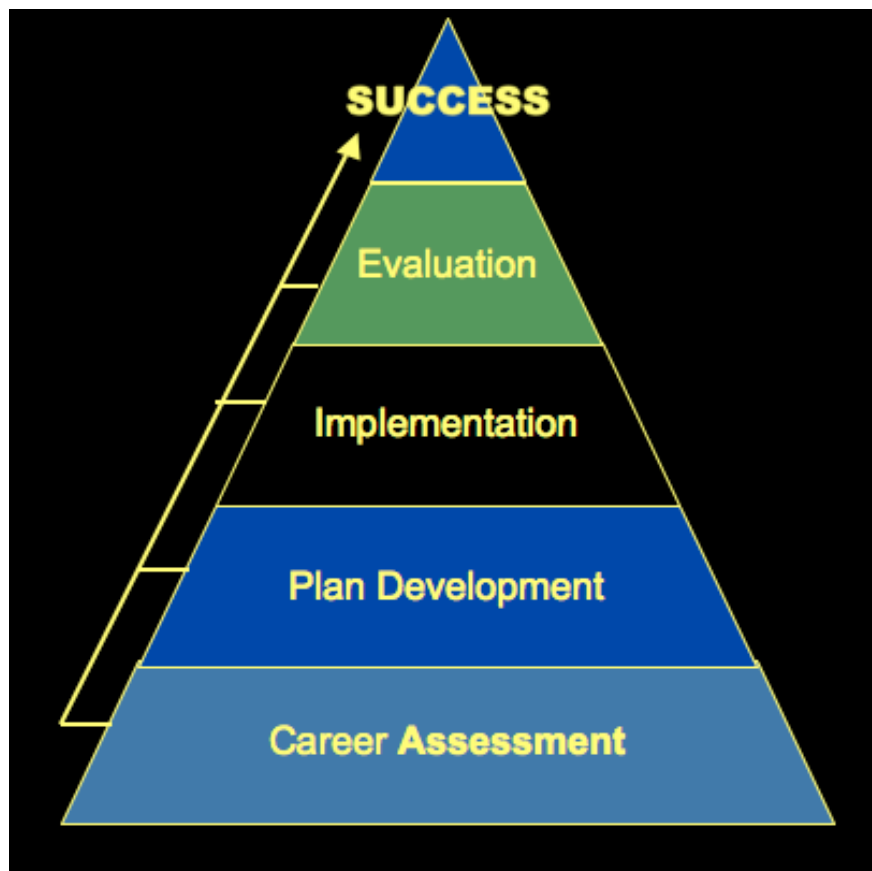 SUCCESS
Evaluation
Implementation
Plan Development
Career Assessment